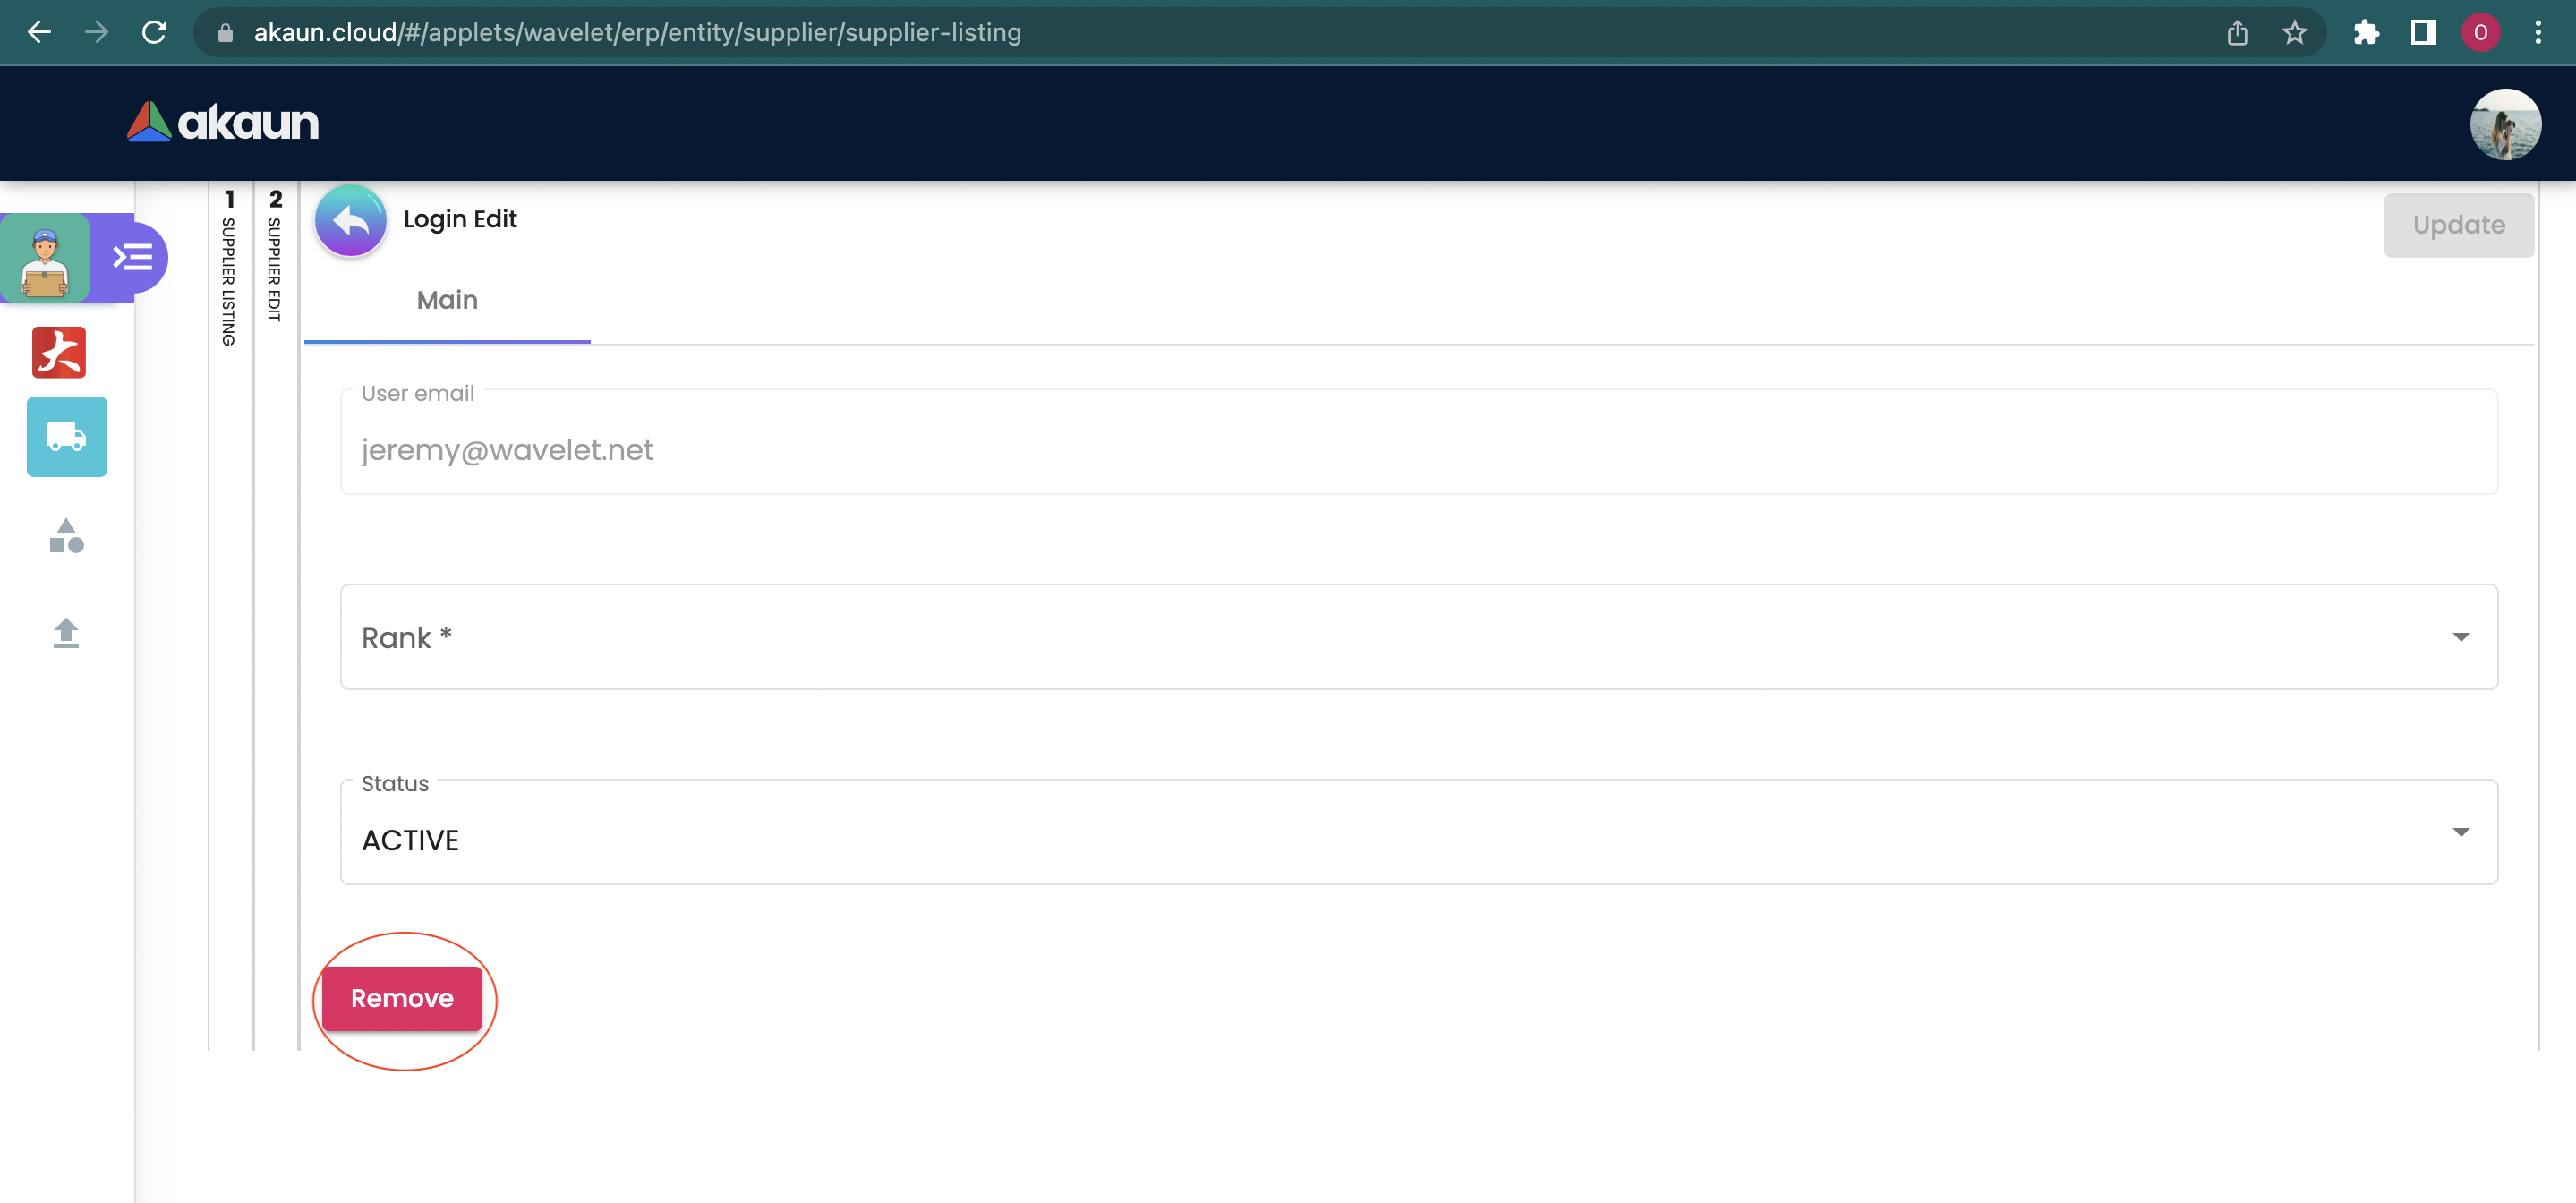 akaun.cloud/#/applets/wavelet/erp/entity/supplier/supplier-listing
O
akaun
1
SUPPLIER LISTING
2
SUPPLIER EDIT
Login Edit
Update
Main
User email
jeremy@wavelet.net
Rank *
Status
ACTIVE
Remove